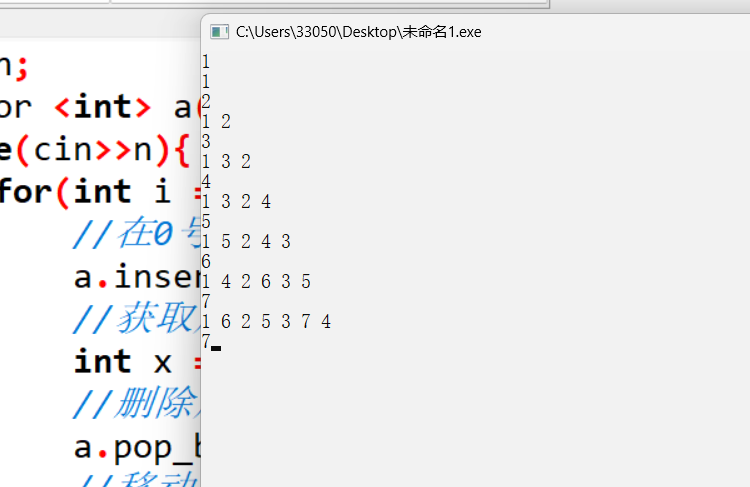 C:\Users\33050\Desktop\未命名1.exe
n;
or <int> a(
e(cin>>n){
for(int i =
//在0号
a.inser
//获取
int x =
//删除
a.pop_b
//移动
1
1
2
1 2
3
1 3 2
4
1 3 2 4
5
1 5 2 4 3
6
1 4 2 6 3 5
7
1 6 2 5 3 7 4
7